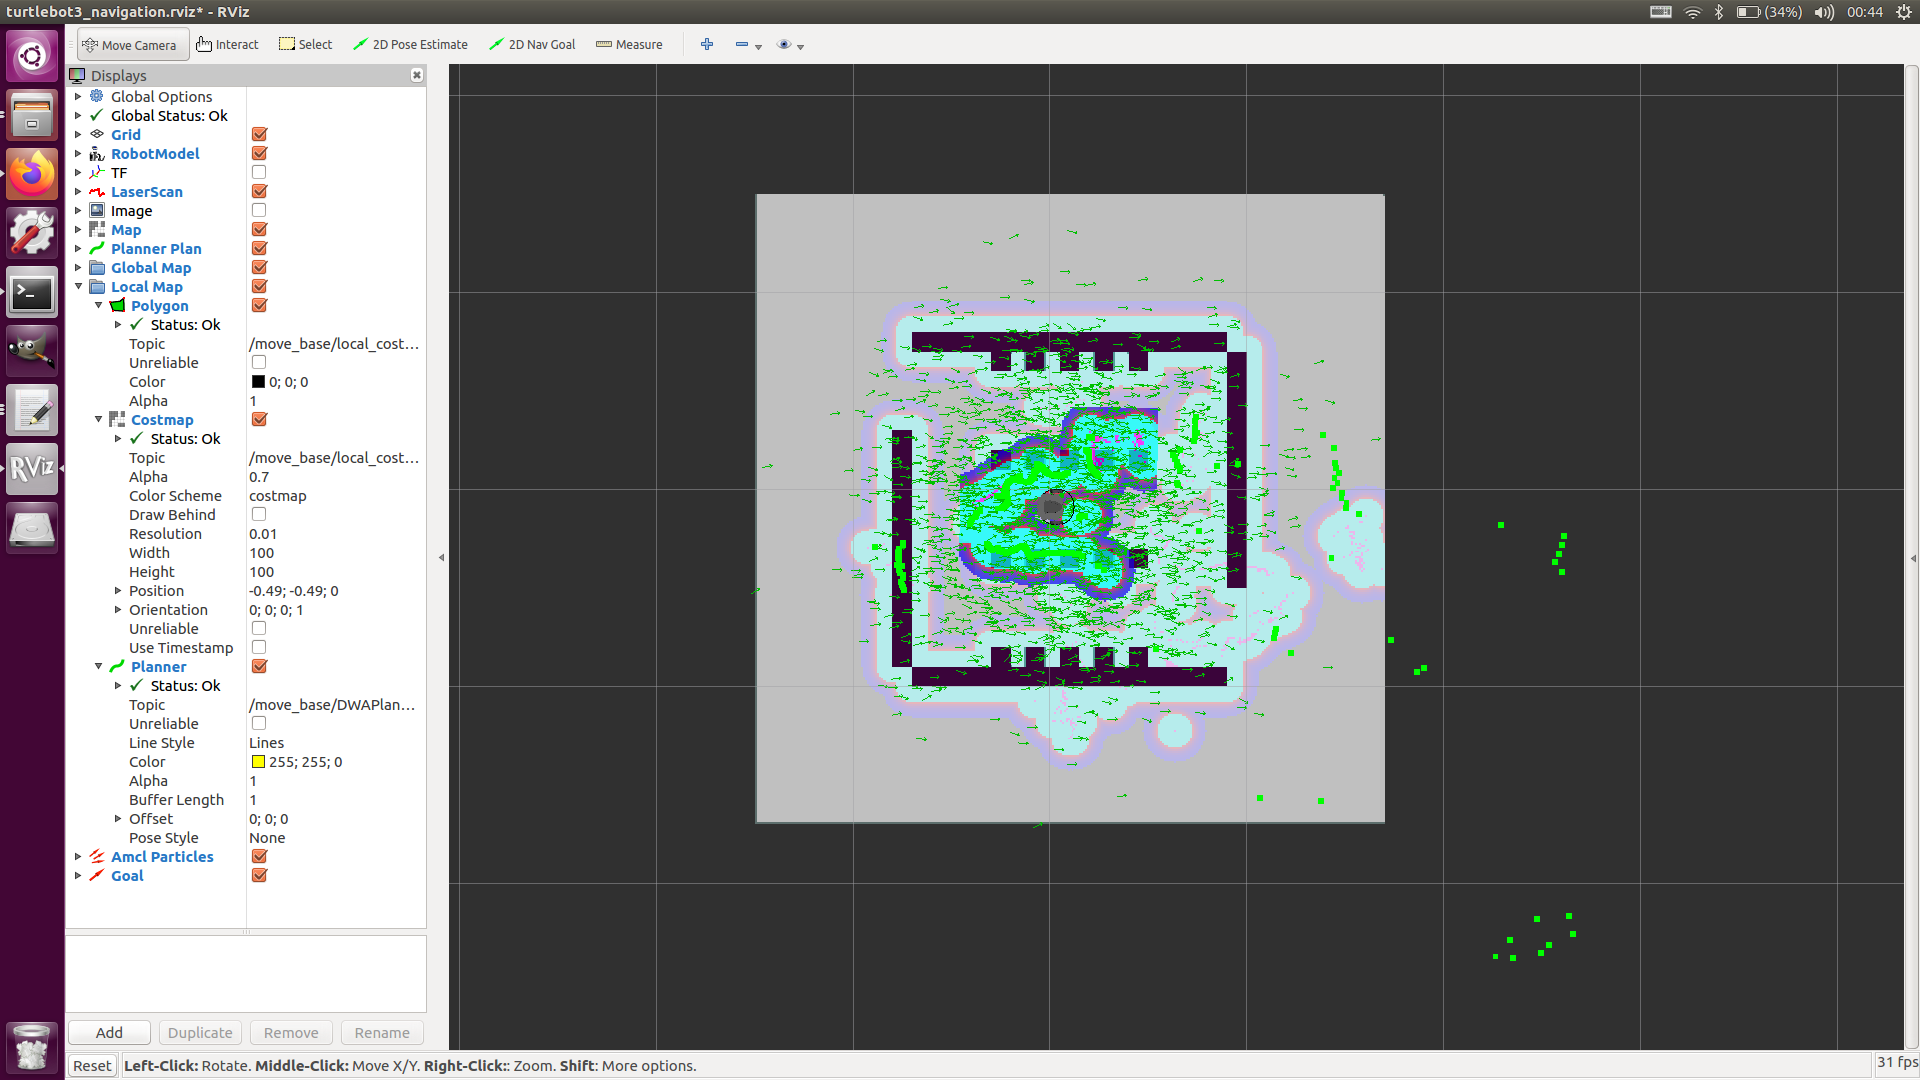 turtlebot3_navigation.rviz* - RViz
(34%)
00:44
Move Camera
Interact
Select
2D Pose Estimate
2D Nav Goal
Measure
Displays
Global Options
Global Status: Ok
Grid
RobotModel
TF
LaserScan
Image
Map
Planner Plan
Global Map
Local Map
Polygon
Status: Ok
Topic /move_base/local_cost...
Unreliable
Color 0; 0; 0
Alpha 1
Costmap
Status: Ok
Topic /move_base/local_cost...
Alpha 0.7
Color Scheme costmap
Draw Behind
Resolution 0.01
Width 100
Height 100
Position -0.49; -0.49; 0
Orientation 0; 0; 0; 1
Unreliable
Use Timestamp
Planner
Status: Ok
Topic /move_base/DWAPlan...
Unreliable
Line Style Lines
Color 255; 255; 0
Alpha 1
Buffer Length 1
Offset 0; 0; 0
Pose Style None
Amcl Particles
Goal
RViz
Add
Duplicate
Remove
Rename
Reset
Left-Click: Rotate. Middle-Click: Move X/Y. Right-Click:: Zoom. Shift: More options.
31 fps